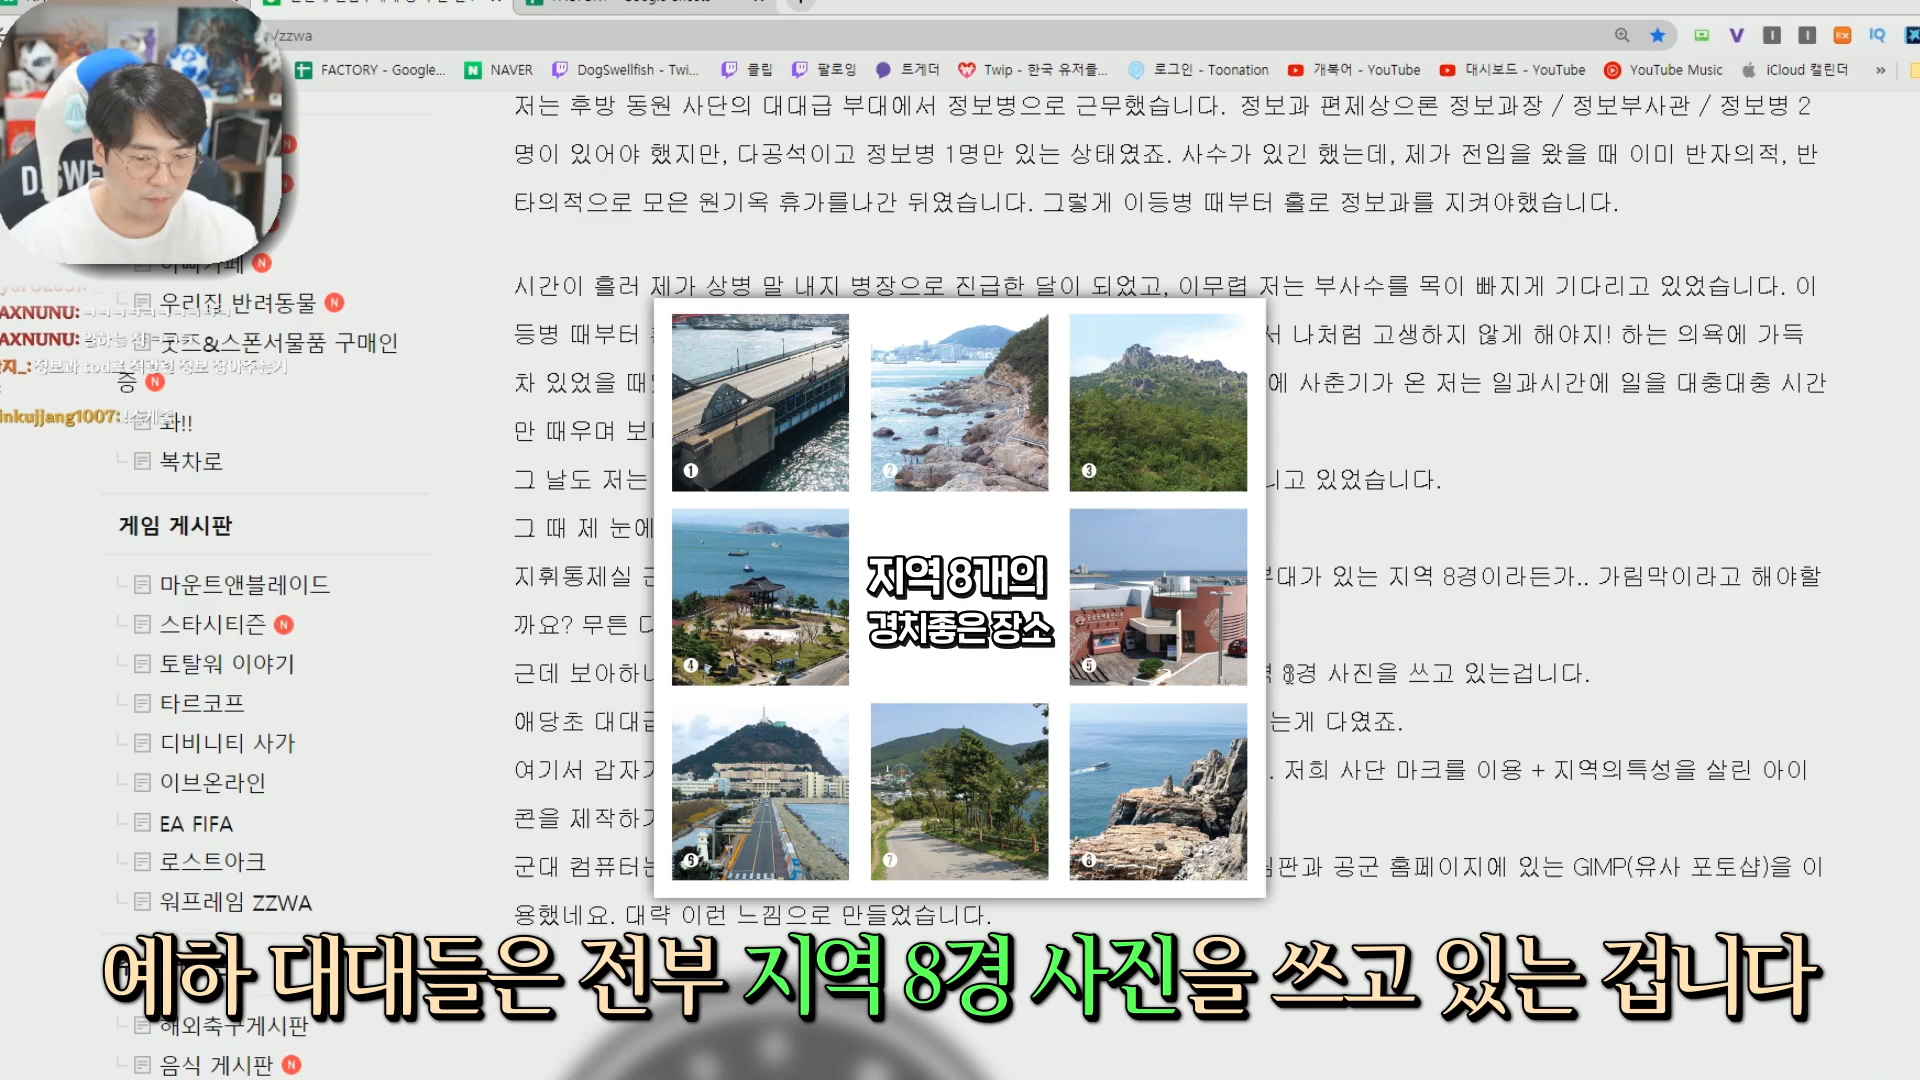 /zzwa
FACTORY - Google...
NAVER
DogSwellfish - Twi...
클립
팔로잉
트게더
Twip - 한국 유저들...
로그인 - Toonation
개복어 - YouTube
대시보드 - YouTube
YouTube Music
iCloud 캘린더
»
저는 후방 동원 사단의 대대급 부대에서 정보병으로 근무했습니다. 정보과 편제상으론 정보과장 / 정보부사관 / 정보병 2
명이 있어야 했지만, 다공석이고 정보병 1명만 있는 상태였죠. 사수가 있긴 했는데, 제가 전입을 왔을 때 이미 반자의적, 반
타의적으로 모은 원기옥 휴가를나간 뒤였습니다. 그렇게 이등병 때부터 홀로 정보과를 지켜야했습니다.
시간이 흘러 제가 상병 말 내지 병장으로 진급한 달이 되었고, 이무렵 저는 부사수를 목이 빠지게 기다리고 있었습니다. 이
등병 때부터
나처럼 고생하지 않게 해야지! 하는 의욕에 가득
차 있었을 때
에 사춘기가 온 저는 일과시간에 일을 대충대충 시간
만 때우며
그 날도 저는
고 있었습니다.
그 때 제 눈에
지휘통제실
부대가 있는 지역 8경이라든가.. 가림막이라고 해야할
까요? 무튼
근데 보아하니
8경 사진을 쓰고 있는겁니다.
애당초 대대급
는게 다였죠.
여기서 갑자기
. 저희 사단 마크를 이용 + 지역의특성을 살린 아이
콘을 제작하기
군대 컴퓨터는
림판과 공군 홈페이지에 있는 GIMP(유사 포토샵)을 이
용했네요. 대략 이런 느낌으로 만들었습니다.
우리집 반려동물 N
굿즈&스폰서물품 구매인
증 N
AXNUNU:
AXNUNU:
inkujjang1007:
복차로
게임 게시판
마운트앤블레이드
스타시티즌 N
토탈워 이야기
타르코프
디비니티 사가
이브온라인
EA FIFA
로스트아크
워프레임 ZZWA
해외축구게시판
음식 게시판 N
1
2
3
4
지역 8개의
경치좋은 장소
5
6
7
8
예하 대대들은 전부 지역 8경 사진을 쓰고 있는 겁니다